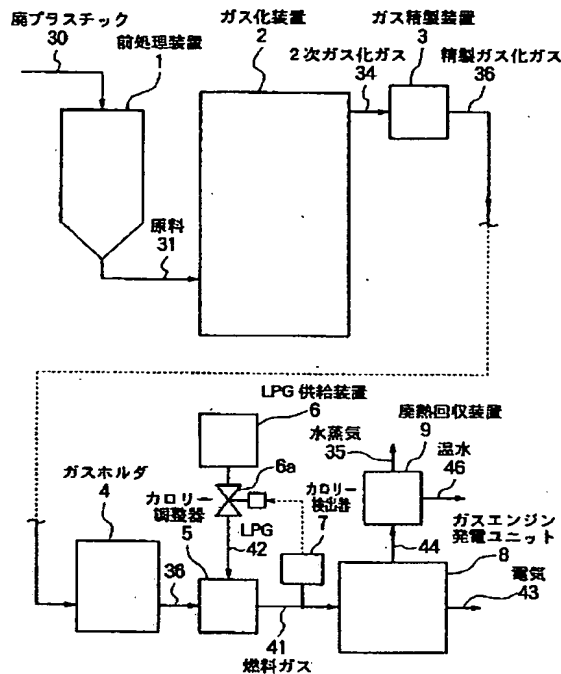 廃プラスチック
30
前処理装置
1
ガス化装置
2
ガス精製装置
3
2次ガス化ガス
34
精製ガス化ガス
36
原料
31
LPG 供給装置
6
6a
ガスホルダ
4
カロリー
調整器
5
LPG
42
カロリー
検出器
7
水蒸気
35
廃熱回収装置
9
温水
46
ガスエンジン
発電ユニット
8
44
電気
43
36
41
燃料ガス